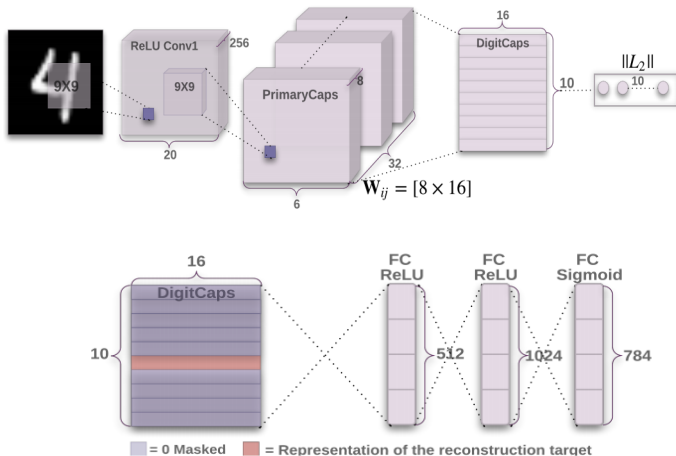 16
ReLU Conv1
256
DigitCaps
||L₂||
9X9
9X9
PrimaryCaps
8
10
10
20
32
6
𝐖ᵢⱼ = [8 × 16]
16
FC
ReLU
FC
ReLU
FC
Sigmoid
DigitCaps
10
512
1024
784
= 0 Masked
= Representation of the reconstruction target